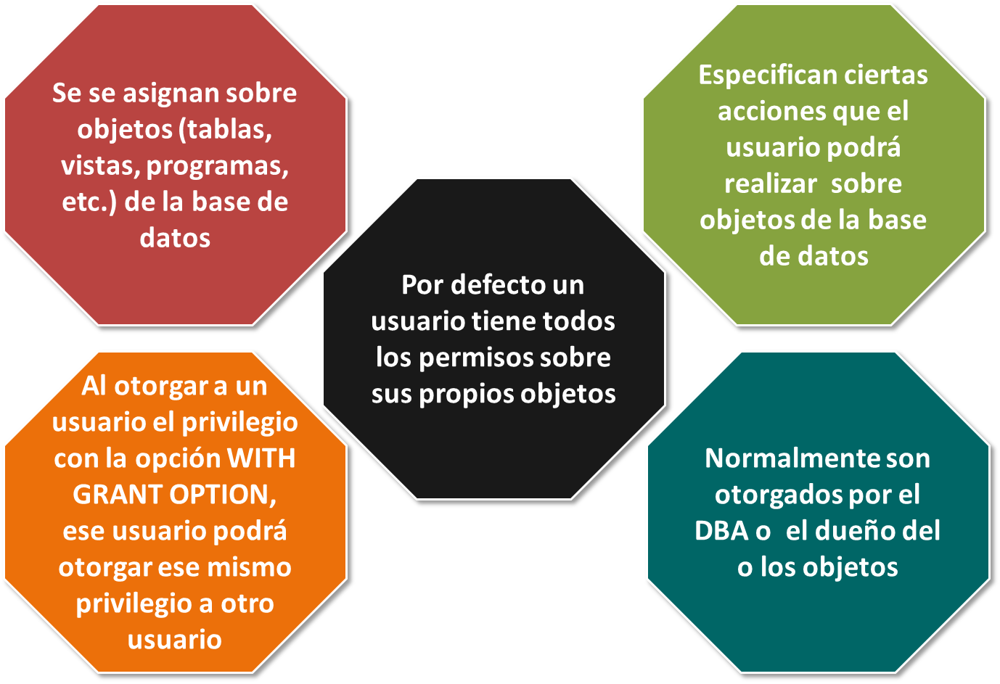 Se se asignan sobre
objetos (tablas,
vistas, programas,
etc.) de la base de
datos
Especifican ciertas
acciones que el
usuario podrá
realizar sobre
objetos de la base
de datos
Por defecto un
usuario tiene todos
los permisos sobre
sus propios objetos
Al otorgar a un
usuario el privilegio
con la opción WITH
GRANT OPTION,
ese usuario podrá
otorgar ese mismo
privilegio a otro
usuario
Normalmente son
otorgados por el
DBA o el dueño del
o los objetos